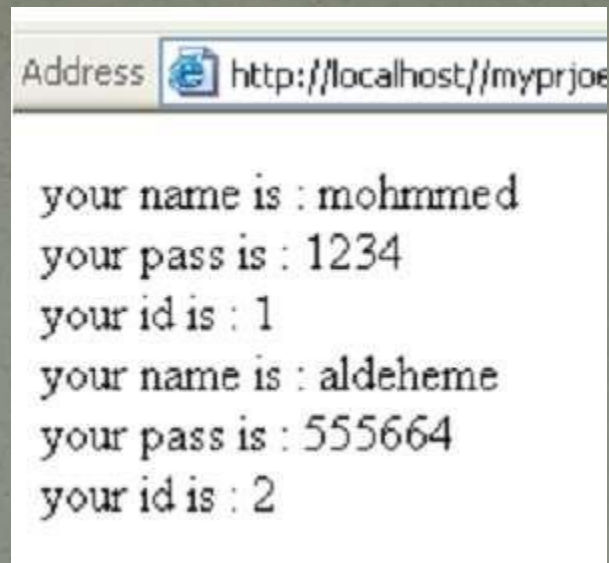 Address http://localhost//myprjoe
your name is : mohmmed
your pass is : 1234
your id is : 1
your name is : aldeheme
your pass is : 555664
your id is : 2